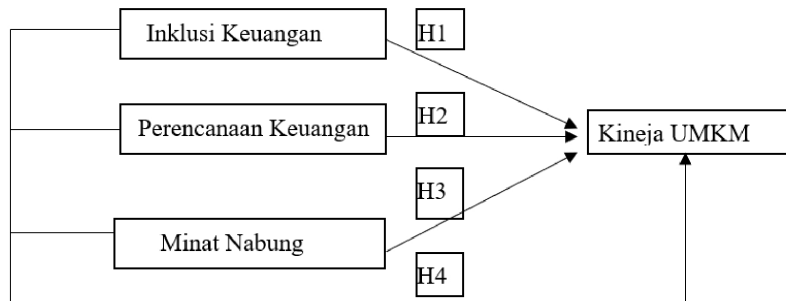 Inklusi Keuangan
H1
Perencanaan Keuangan
H2
Kineja UMKM
H3
Minat Nabung
H4